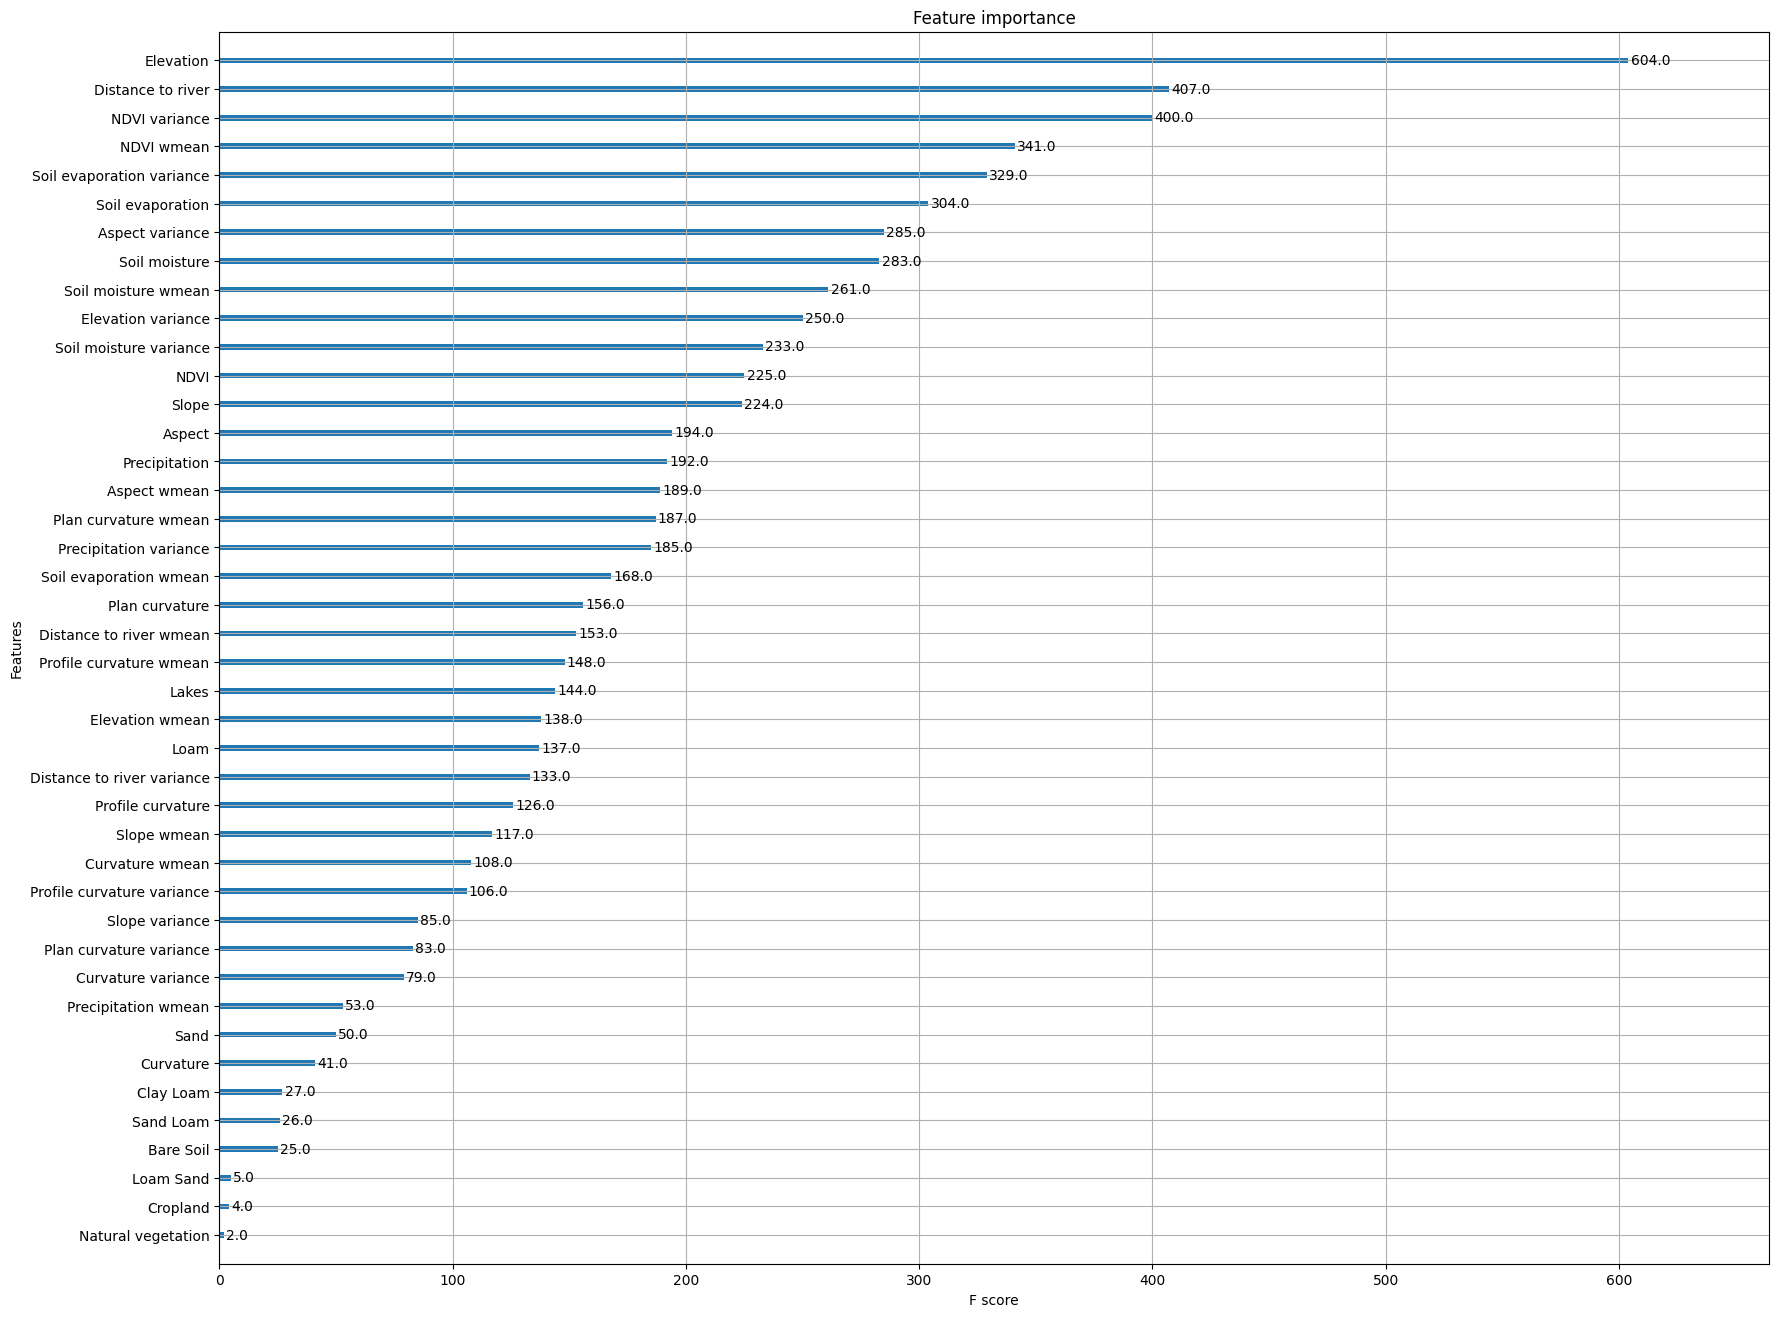 Feature importance
Elevation 604.0
Distance to river 407.0
NDVI variance 400.0
NDVI wmean 341.0
Soil evaporation variance 329.0
Soil evaporation 304.0
Aspect variance 285.0
Soil moisture 283.0
Soil moisture wmean 261.0
Elevation variance 250.0
Soil moisture variance 233.0
NDVI 225.0
Slope 224.0
Aspect 194.0
Precipitation 192.0
Aspect wmean 189.0
Plan curvature wmean 187.0
Precipitation variance 185.0
Soil evaporation wmean 168.0
Plan curvature 156.0
Distance to river wmean 153.0
Profile curvature wmean 148.0
Lakes 144.0
Elevation wmean 138.0
Loam 137.0
Distance to river variance 133.0
Profile curvature 126.0
Slope wmean 117.0
Curvature wmean 108.0
Profile curvature variance 106.0
Slope variance 85.0
Plan curvature variance 83.0
Curvature variance 79.0
Precipitation wmean 53.0
Sand 50.0
Curvature 41.0
Clay Loam 27.0
Sand Loam 26.0
Bare Soil 25.0
Loam Sand 5.0
Cropland 4.0
Natural vegetation 2.0
Features
0 100 200 300 400 500 600
F score